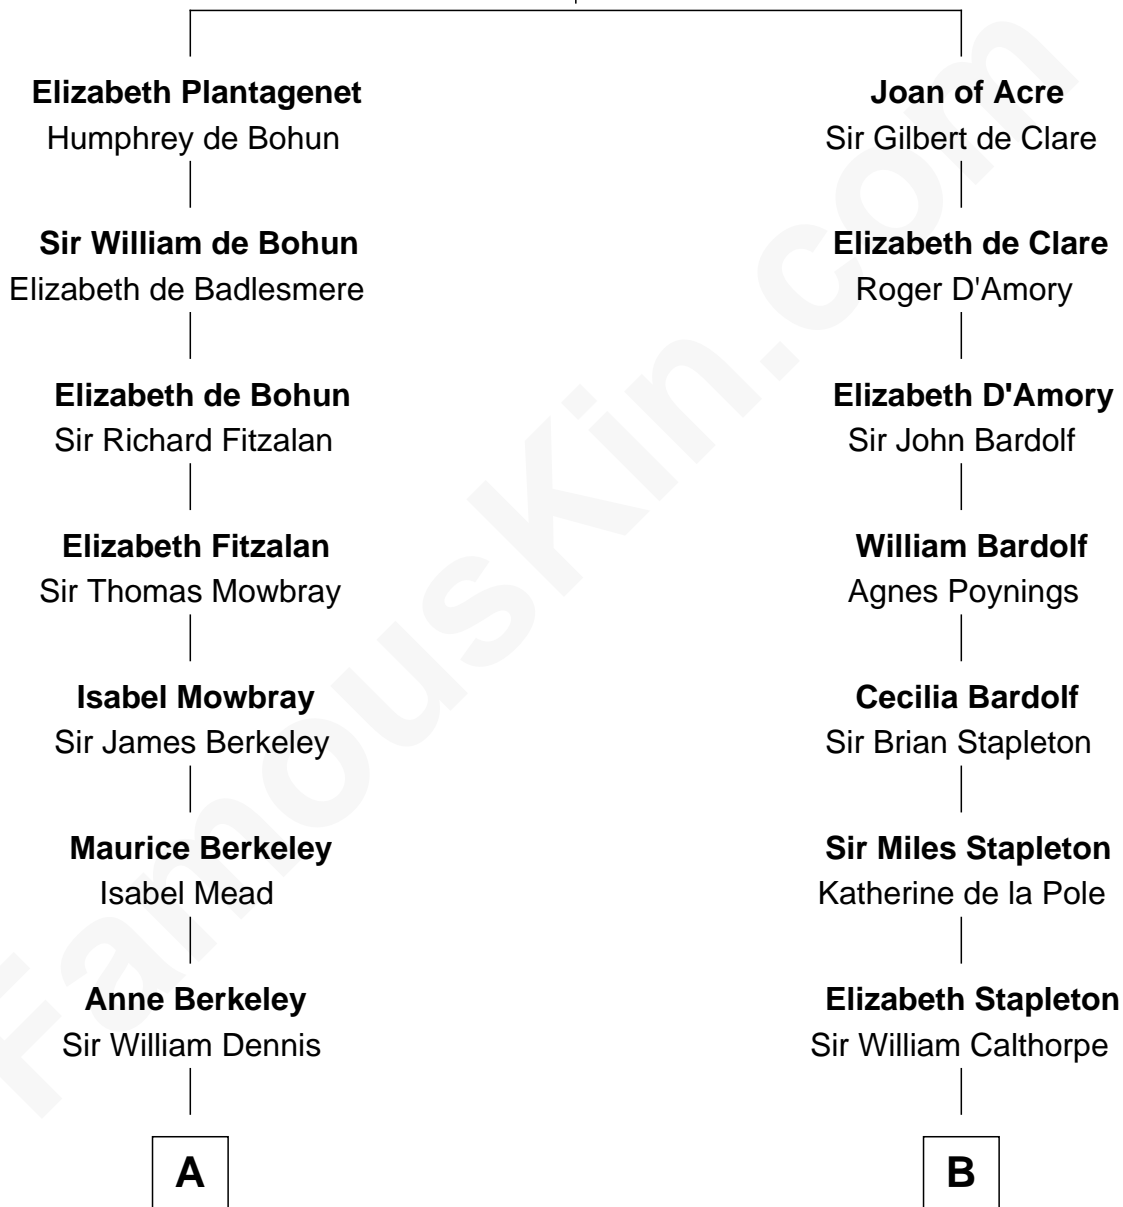 Elizabeth Plantagenet
Humphrey de Bohun
Sir William de Bohun
Elizabeth de Badlesmere
Elizabeth de Bohun
Sir Richard Fitzalan
Elizabeth Fitzalan
Sir Thomas Mowbray
Isabel Mowbray
Sir James Berkeley
Maurice Berkeley
Isabel Mead
Anne Berkeley
Sir William Dennis
A
Joan of Acre
Sir Gilbert de Clare
Elizabeth de Clare
Roger D'Amory
Elizabeth D'Amory
Sir John Bardolf
William Bardolf
Agnes Poynings
Cecilia Bardolf
Sir Brian Stapleton
Sir Miles Stapleton
Katherine de la Pole
Elizabeth Stapleton
Sir William Calthorpe
B
FamousKin.com